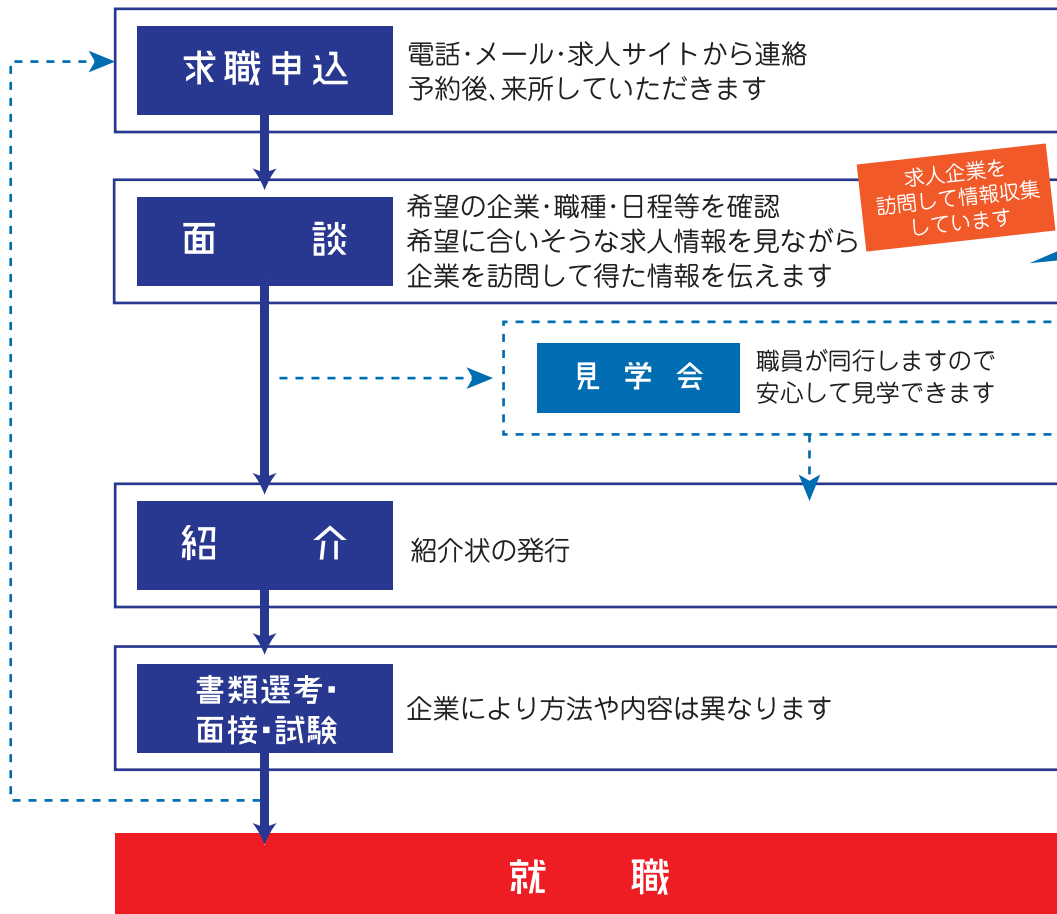 求職申込
電話・メール・求人サイトから連絡
予約後、来所していただきます
求人企業を
訪問して情報収集
しています
面談
希望の企業・職種・日程等を確認
希望に合いそうな求人情報を見ながら
企業を訪問して得た情報を伝えます
見学会
職員が同行しますので
安心して見学できます
紹介
紹介状の発行
書類選考・
面接・試験
企業により方法や内容は異なります
就職